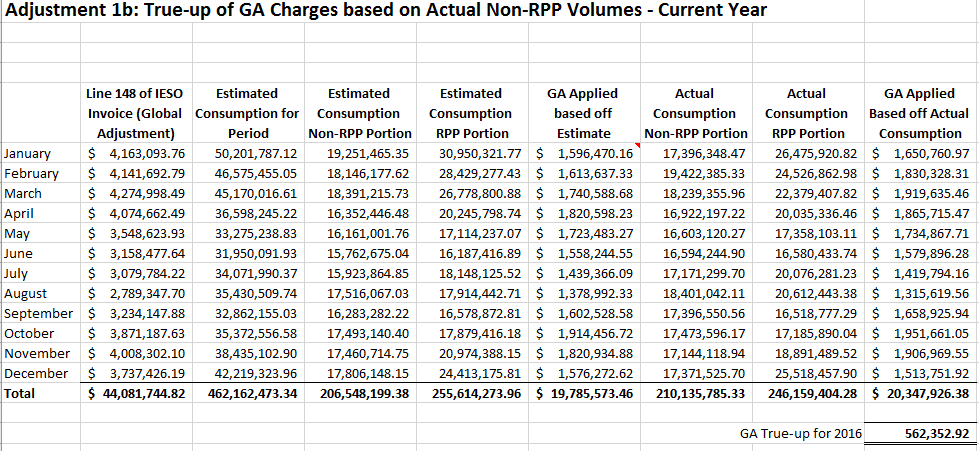 Adjustment 1b: True-up of GA Charges based on Actual Non-RPP Volumes - Current Year
Line 148 of IESO Estimated Estimated Estimated GA Applied Actual Actual GA Applied
Invoice (Global Consumption for Consumption Consumption based off Consumption Consumption Based off Actual
Adjustment) Period Non-RPP Portion RPP Portion Estimate Non-RPP Portion RPP Portion Consumption
January $ 4,163,093.76 50,201,787.12 19,251,465.35 30,950,321.77 $ 1,596,470.16 17,396,348.47 26,475,920.82 $ 1,650,760.97
February $ 4,141,692.79 46,575,455.05 18,146,177.62 28,429,277.43 $ 1,613,637.33 19,422,385.33 24,526,862.98 $ 1,830,328.31
March $ 4,274,998.49 45,170,016.61 18,391,215.73 26,778,800.88 $ 1,740,588.68 18,239,355.96 22,379,407.82 $ 1,919,635.46
April $ 4,074,662.49 36,598,245.22 16,352,446.48 20,245,798.74 $ 1,820,598.23 16,922,197.22 20,035,336.46 $ 1,865,715.47
May $ 3,548,623.93 33,275,238.83 16,161,001.76 17,114,237.07 $ 1,723,483.27 16,603,120.27 17,358,103.11 $ 1,734,867.71
June $ 3,158,477.64 31,950,091.93 15,762,675.04 16,187,416.89 $ 1,558,244.55 16,594,244.90 16,580,433.74 $ 1,579,896.28
July $ 3,079,784.22 34,071,990.37 15,923,864.85 18,148,125.52 $ 1,439,366.09 17,171,299.70 20,076,281.23 $ 1,419,794.16
August $ 2,789,347.70 35,430,509.74 17,516,067.03 17,914,442.71 $ 1,378,992.33 18,401,042.11 20,612,443.38 $ 1,315,619.56
September $ 3,234,147.88 32,862,155.03 16,283,282.22 16,578,872.81 $ 1,602,528.58 17,396,550.56 16,518,777.29 $ 1,658,925.94
October $ 3,871,187.63 35,372,556.58 17,493,140.40 17,879,416.18 $ 1,914,456.72 17,473,596.17 17,185,890.04 $ 1,951,661.05
November $ 4,008,302.10 38,435,102.90 17,460,714.75 20,974,388.15 $ 1,820,934.88 17,144,118.94 18,891,489.52 $ 1,906,969.55
December $ 3,737,426.19 42,219,323.96 17,806,148.15 24,413,175.81 $ 1,576,272.62 17,371,525.70 25,518,457.90 $ 1,513,751.92
Total $ 44,081,744.82 462,162,473.34 206,548,199.38 255,614,273.96 $ 19,785,573.46 210,135,785.33 246,159,404.28 $ 20,347,926.38
GA True-up for 2016 562,352.92